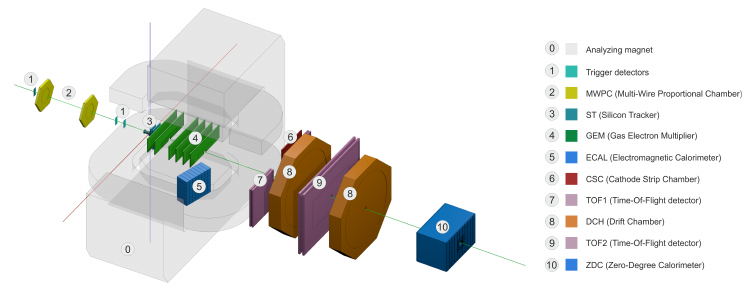 0 Analyzing magnet
1 Trigger detectors
2 MWPC (Multi-Wire Proportional Chamber)
3 ST (Silicon Tracker)
4 GEM (Gas Electron Multiplier)
5 ECAL (Electromagnetic Calorimeter)
6 CSC (Cathode Strip Chamber)
7 TOF1 (Time-Of-Flight detector)
8 DCH (Drift Chamber)
9 TOF2 (Time-Of-Flight detector)
10 ZDC (Zero-Degree Calorimeter)
1
2
1
3
4
5
6
7
8
9
8
10
0